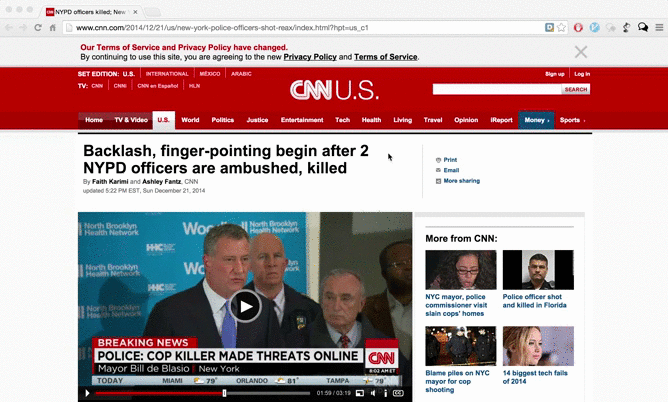 NYPD officers killed; New
www.cnn.com/2014/12/21/us/new-york-police-officers-shot-reax/index.html?hpt=us_c1
Our Terms of Service and Privacy Policy have changed.
By continuing to use this site, you are agreeing to the new Privacy Policy and Terms of Service.
SET EDITION: U.S. INTERNATIONAL MÉXICO ARABIC
TV: CNN CNNi CNN en Español HLN
CNN U.S.
Sign up Log in
SEARCH
Home TV & Video U.S. World Politics Justice Entertainment Tech Health Living Travel Opinion iReport Money Sports
Backlash, finger-pointing begin after 2
NYPD officers are ambushed, killed
By Faith Karimi and Ashley Fantz, CNN
updated 5:22 PM EST, Sun December 21, 2014
Print
Email
More sharing
North Brooklyn
Health Network
HHC
Woo
North Brooklyn
Health Network
BREAKING NEWS
POLICE: COP KILLER MADE THREATS ONLINE
Mayor Bill de Blasio / New York
CNN
8:02 AM ET
TODAY MIAMI 79° ORLANDO 81° TAMPA 79°
01:59 / 03:19
CC
More from CNN:
NYC mayor, police
commissioner visit
slain cops' homes
Police officer shot
and killed in Florida
Blame piles on NYC
mayor for cop
shooting
14 biggest tech fails
of 2014